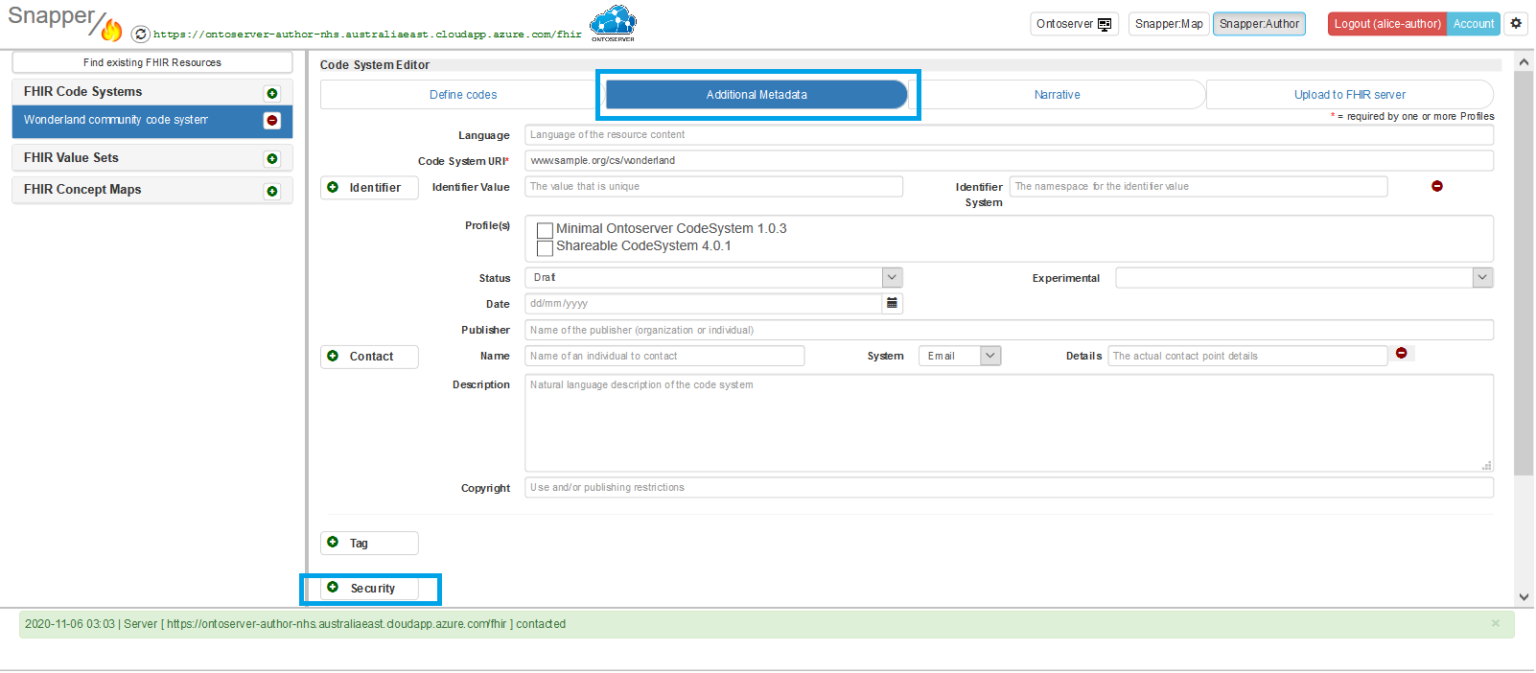 Snapper
https://ontoserver-author-nhs.australiaeast.cloudapp.azure.com/fhir
ONTOSERVER
Ontoserver
Snapper:Map
Snapper:Author
Logout (alice-author)
Account
Find existing FHIR Resources
FHIR Code Systems
Wonderland community code system
FHIR Value Sets
FHIR Concept Maps
Code System Editor
Define codes
Additional Metadata
Narrative
Upload to FHIR server
* = required by one or more Profiles
Language Language of the resource content
Code System URI* www.sample.org/cs/wonderland
Identifier Identifier Value The value that is unique Identifier System The namespace for the identifier value
Profile(s)
Minimal Ontoserver CodeSystem 1.0.3
Shareable CodeSystem 4.0.1
Status Draft Experimental
Date dd/mm/yyyy
Publisher Name of the publisher (organization or individual)
Contact Name Name of an individual to contact System Email Details The actual contact point details
Description Natural language description of the code system
Copyright Use and/or publishing restrictions
Tag
Security
2020-11-06 03:03 | Server [ https://ontoserver-author-nhs.australiaeast.cloudapp.azure.com/fhir ] contacted
×